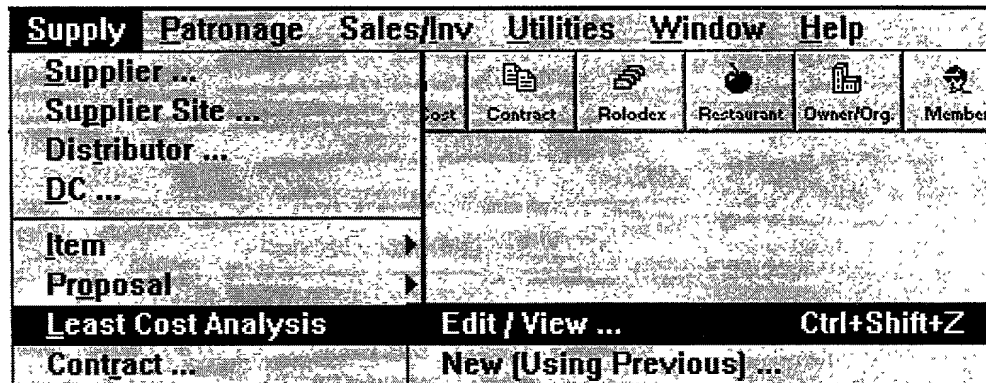 Supply Patronage Sales/Inv Utilities Window Help
Supplier ...
Supplier Site ...
Distributor ...
DC ...
Item
Proposal
Least Cost Analysis
Contract ...
Cost Contract Rolodex Restaurant Owner/Org. Member
Edit / View ... Ctrl+Shift+Z
New (Using Previous) ...